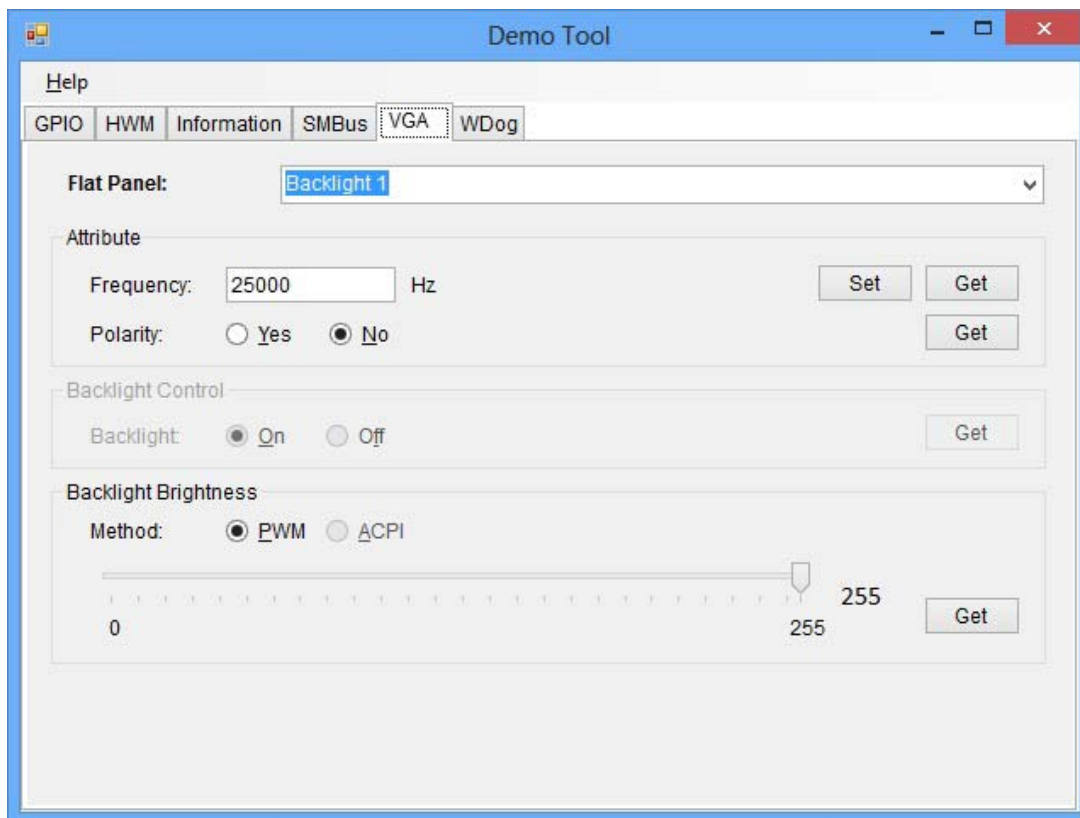 Demo Tool
Help
GPIO HWM Information SMBus VGA WDog
Flat Panel: Backlight 1
Attribute
Frequency: 25000 Hz Set Get
Polarity: Yes No Get
Backlight Control
Backlight: On Off Get
Backlight Brightness
Method: PWM ACPI
255
0 255 Get